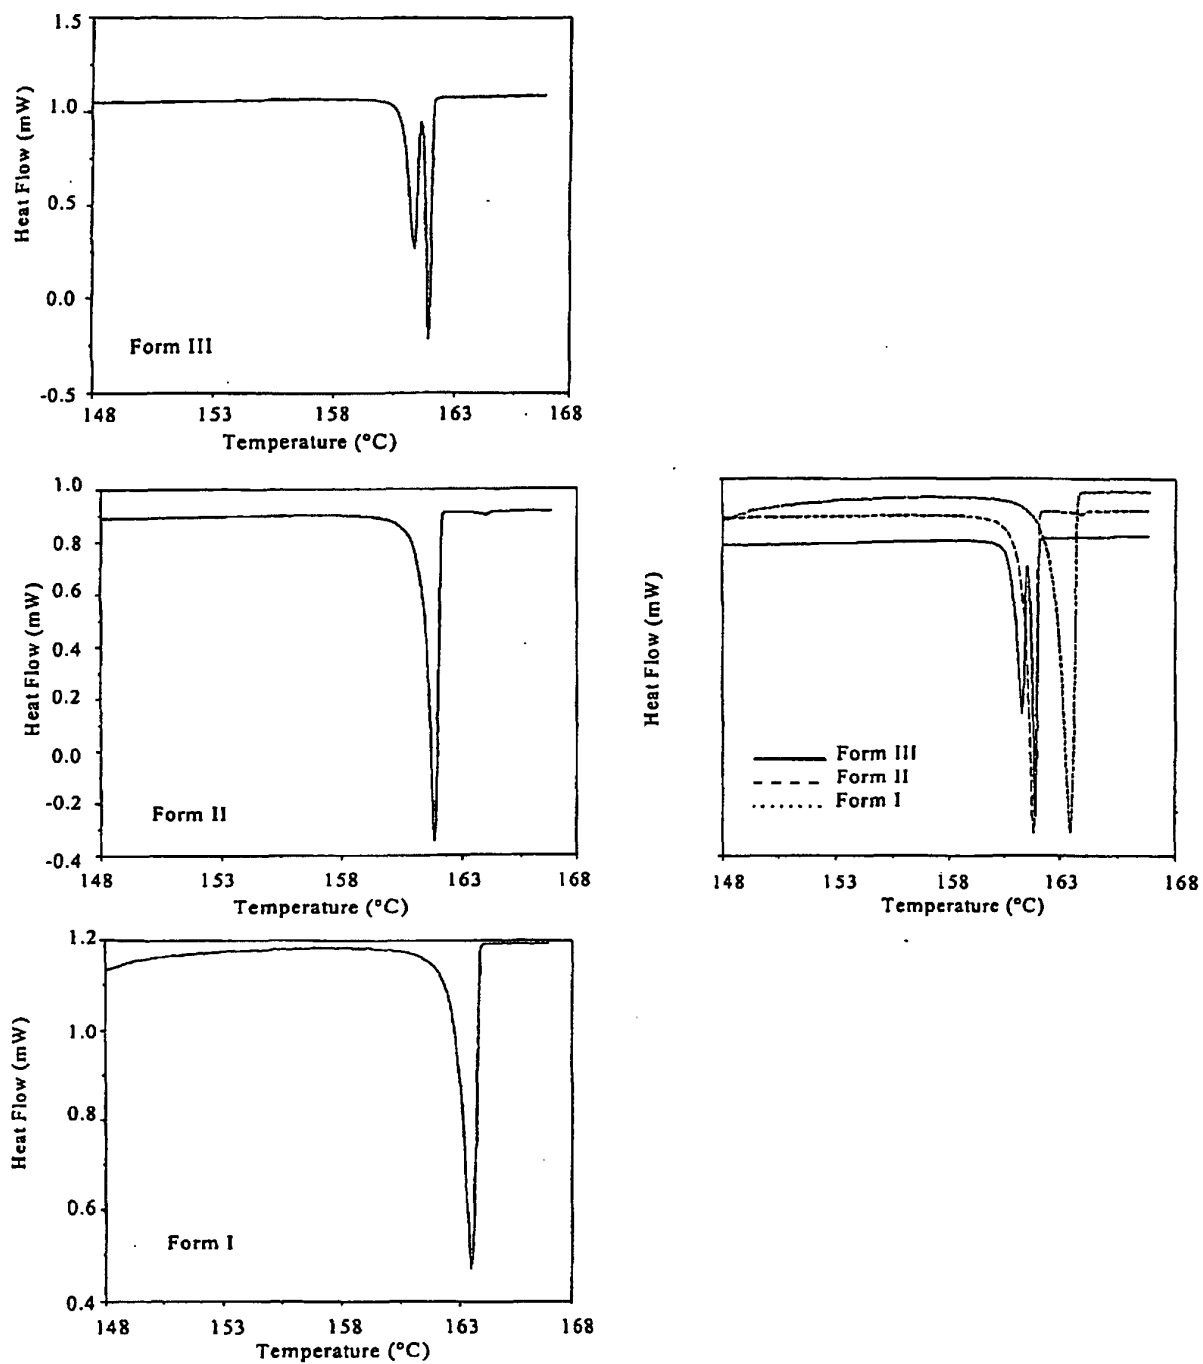 1.5
1.0
0.5
0.0
-0.5
Heat Flow (mW)
Form III
148 153 158 163 168
Temperature (°C)
1.0
0.8
0.6
0.4
0.2
0.0
-0.2
-0.4
Heat Flow (mW)
Form II
148 153 158 163 168
Temperature (°C)
Heat Flow (mW)
Form III
Form II
Form I
148 153 158 163 168
Temperature (°C)
1.2
1.0
0.8
0.6
0.4
Heat Flow (mW)
Form I
148 153 158 163 168
Temperature (°C)